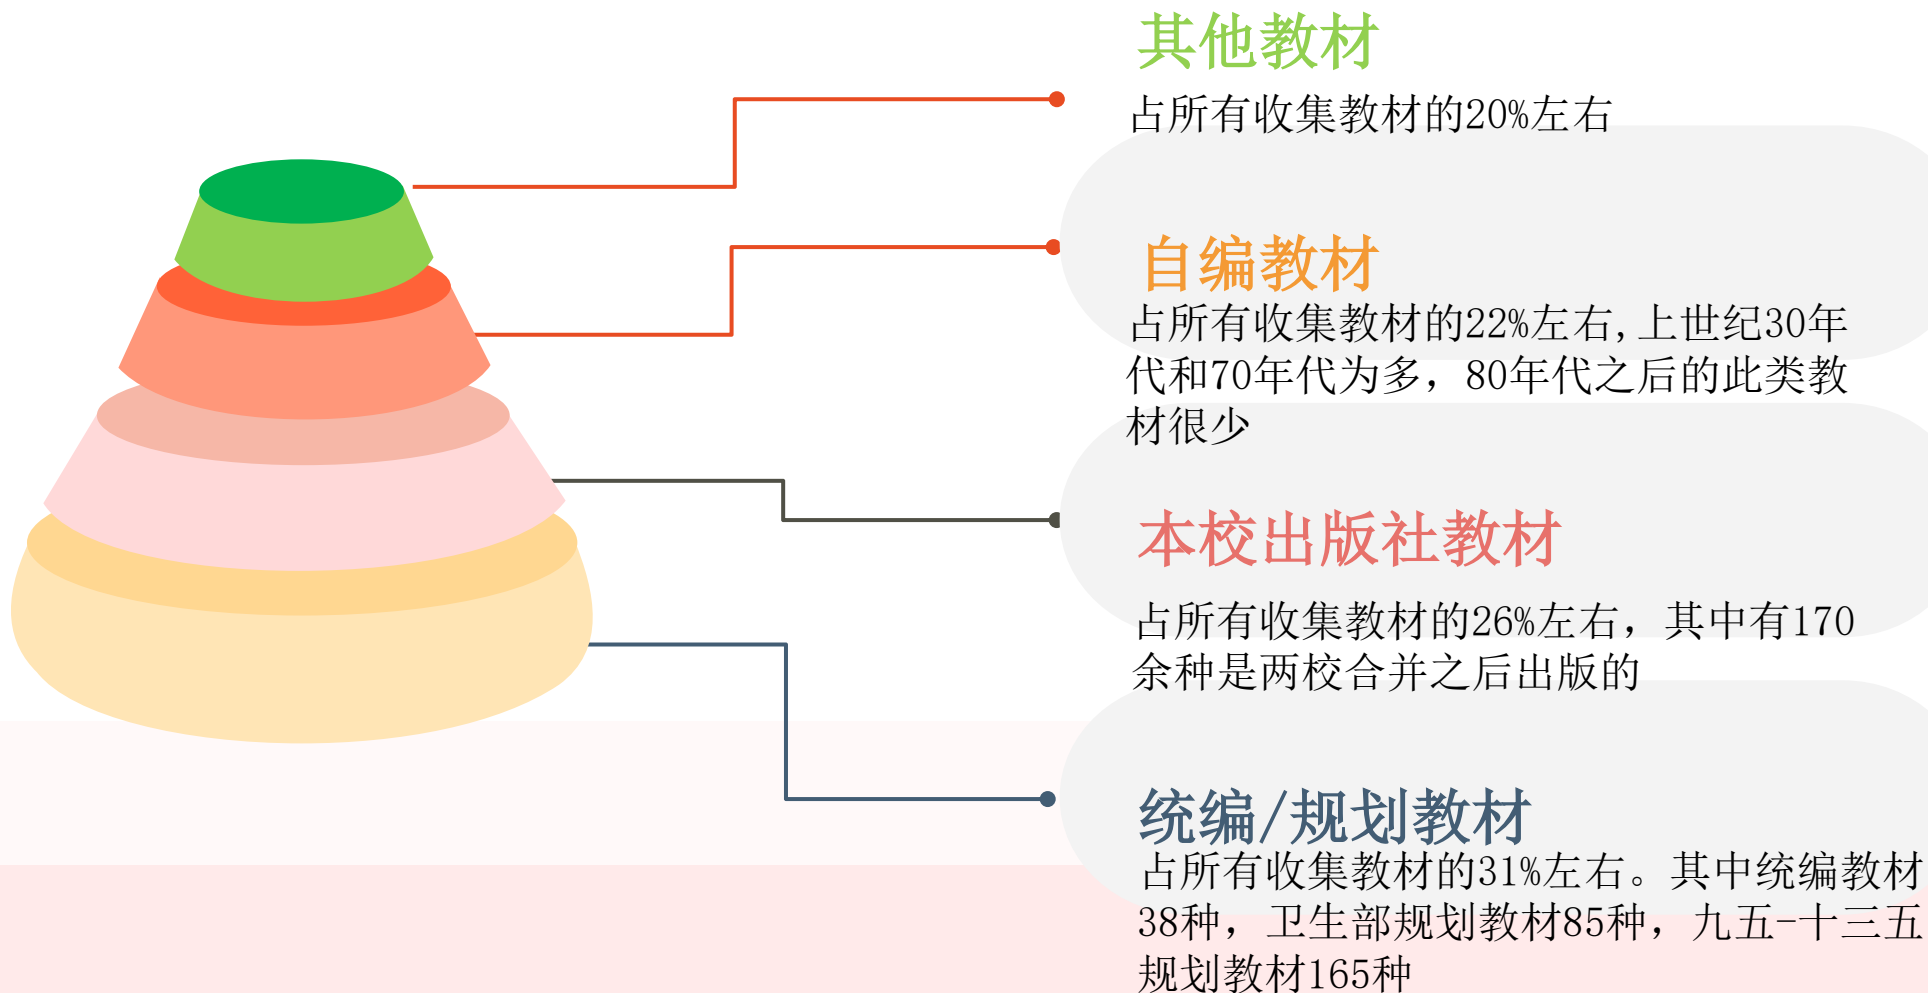 其他教材
占所有收集教材的20%左右
自编教材
占所有收集教材的22%左右,上世纪30年
代和70年代为多，80年代之后的此类教
材很少
本校出版社教材
占所有收集教材的26%左右，其中有170
余种是两校合并之后出版的
统编/规划教材
占所有收集教材的31%左右。其中统编教材
38种，卫生部规划教材85种，九五-十三五
规划教材165种